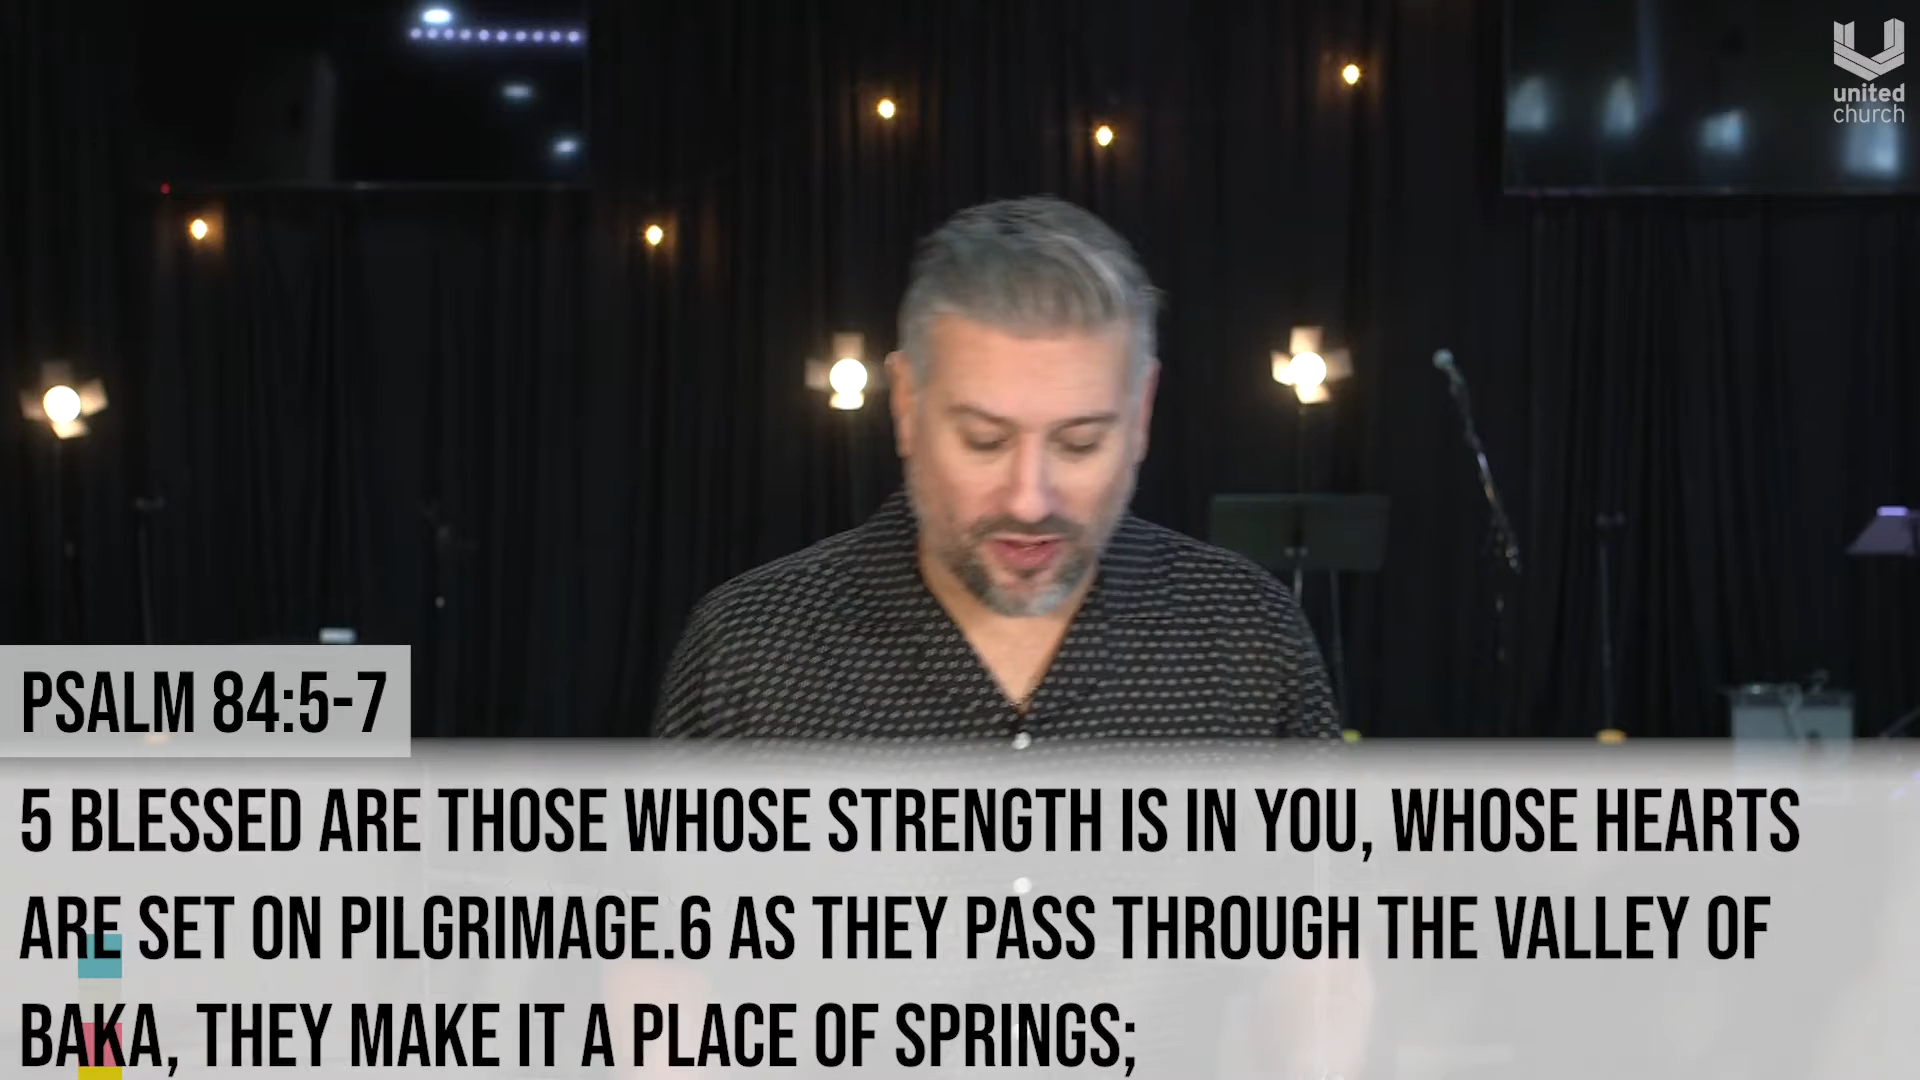 united
church
PSALM 84:5-7
5 BLESSED ARE THOSE WHOSE STRENGTH IS IN YOU, WHOSE HEARTS
ARE SET ON PILGRIMAGE.6 AS THEY PASS THROUGH THE VALLEY OF
BAKA, THEY MAKE IT A PLACE OF SPRINGS;